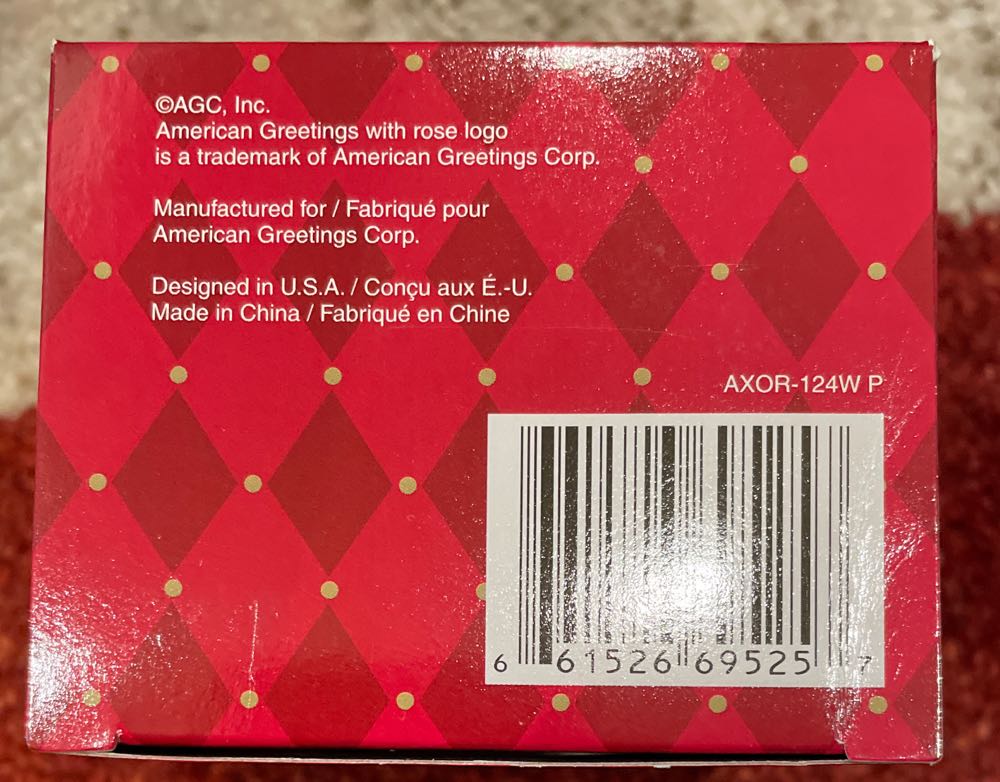 ©AGC, Inc.
American Greetings with rose logo
is a trademark of American Greetings Corp.
Manufactured for / Fabriqué pour
American Greetings Corp.
Designed in U.S.A. / Conçu aux É.-U.
Made in China / Fabriqué en Chine
AXOR-124W P
6 61526 69525 7